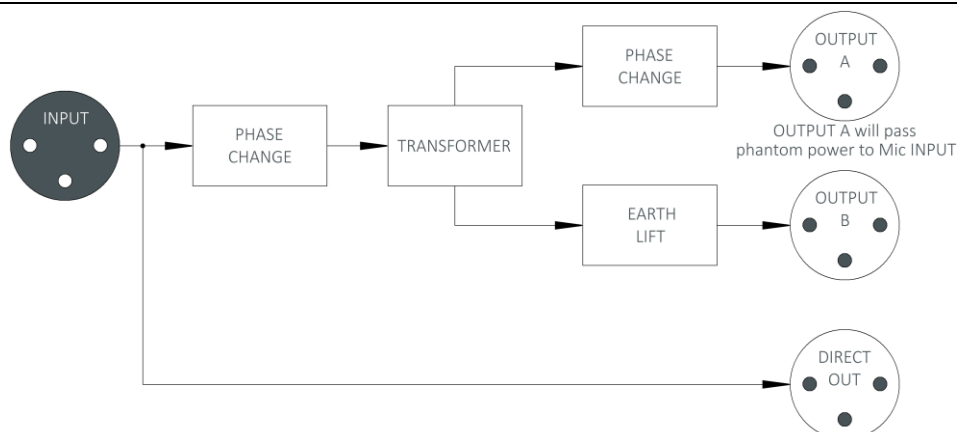 INPUT
PHASE
CHANGE
TRANSFORMER
PHASE
CHANGE
OUTPUT
A
OUTPUT A will pass
phantom power to Mic INPUT
EARTH
LIFT
OUTPUT
B
DIRECT
OUT